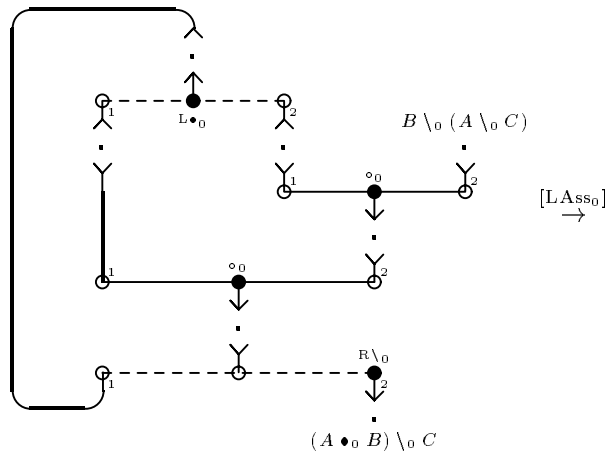 1 2
L•₀
B \₀ (A \₀ C)
∘₀
1 2
[LAss₀]
→
∘₀
1 2
R\₀
1 2
(A •₀ B) \₀ C